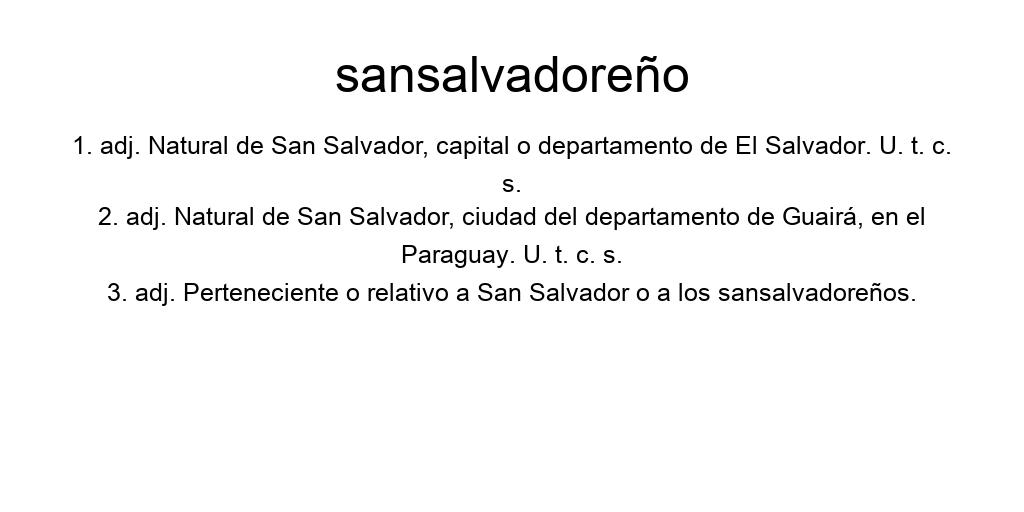 sansalvadoreño
1. adj. Natural de San Salvador, capital o departamento de El Salvador. U. t. c.
s.
2. adj. Natural de San Salvador, ciudad del departamento de Guairá, en el
Paraguay. U. t. c. s.
3. adj. Perteneciente o relativo a San Salvador o a los sansalvadoreños.